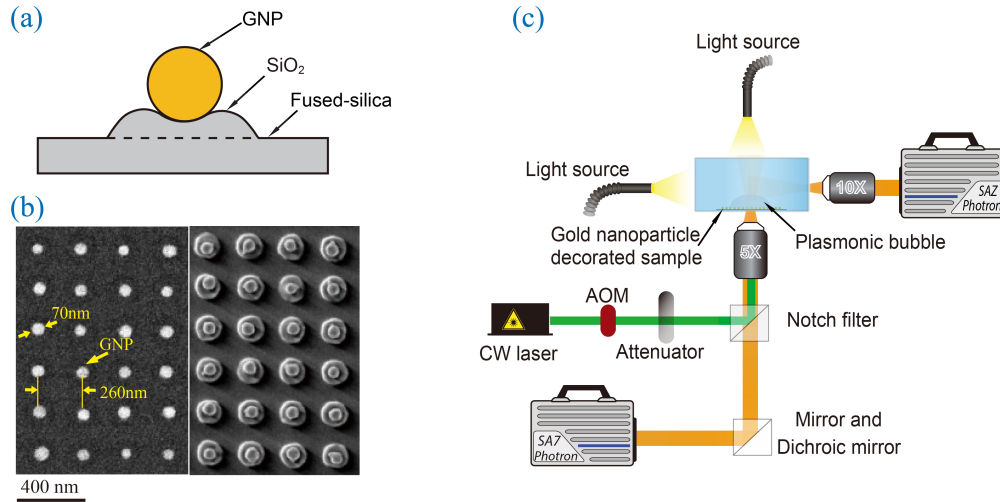 (a)
GNP
SiO₂
Fused-silica
(b)
70nm
GNP
260nm
400 nm
(c)
Light source
Light source
10X
SAZ
Photron
Gold nanoparticle
decorated sample
Plasmonic bubble
5X
AOM
CW laser
Attenuator
Notch filter
SA7
Photron
Mirror and
Dichroic mirror